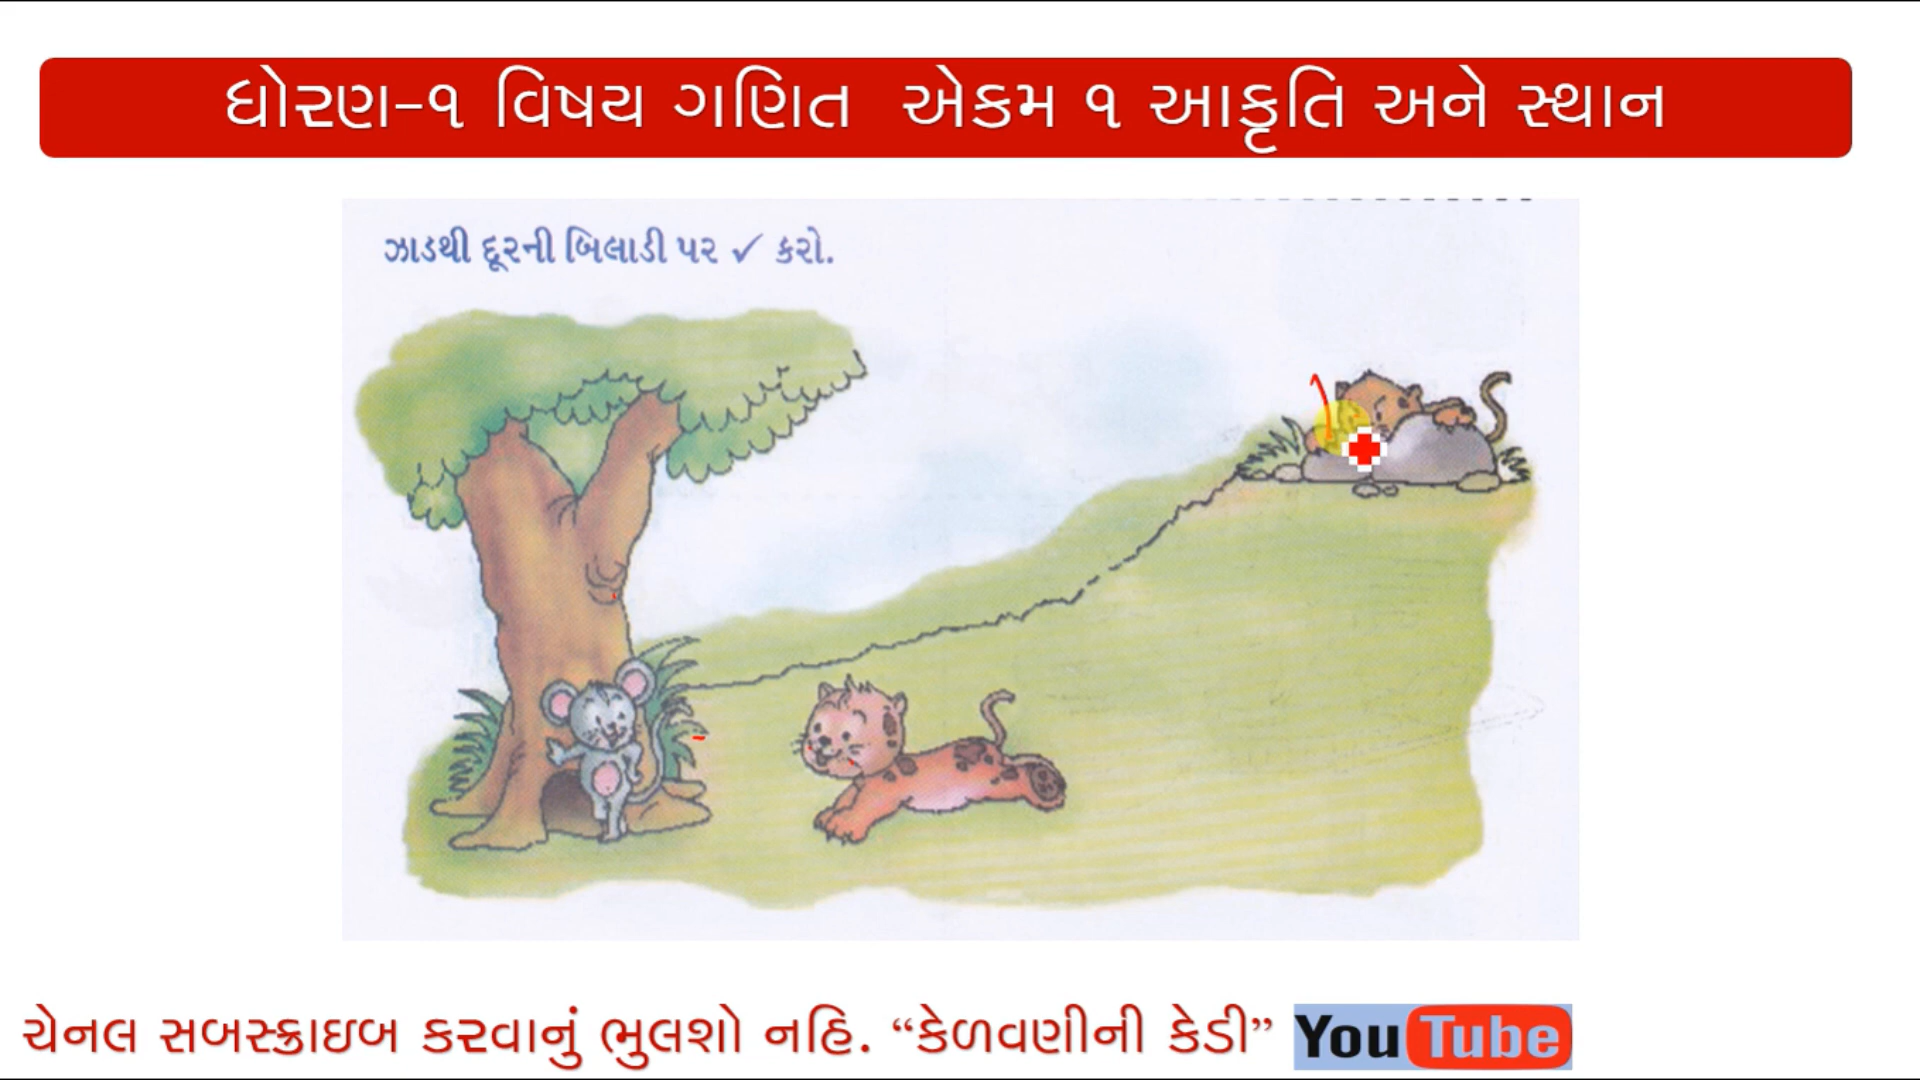 ધોરણ-૧ વિષય ગણિત એકમ ૧ આકૃતિ અને સ્થાન
ઝાડથી દૂરની બિલાડી પર ✓ કરો.
ચેનલ સબસ્ક્રાઇબ કરવાનું ભુલશો નહિ. “કેળવણીની કેડી” YouTube